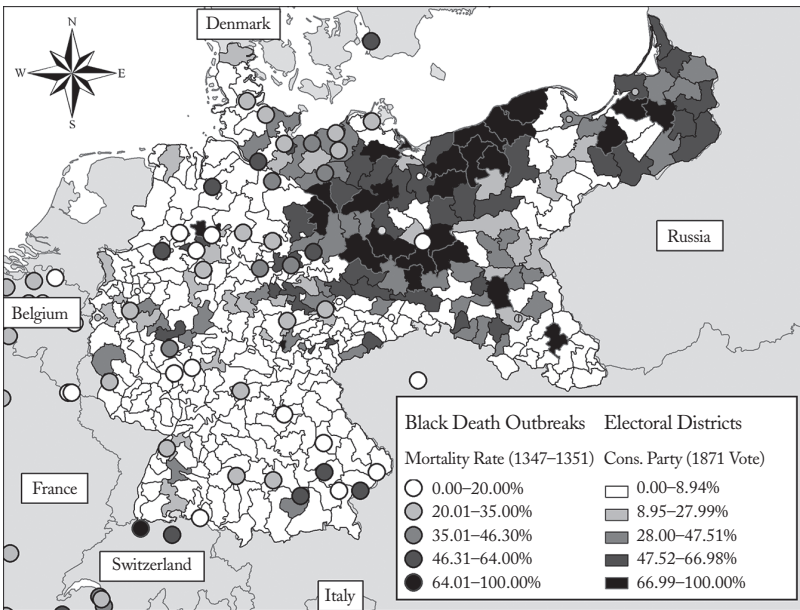 Denmark
N
W E
S
Russia
Belgium
France
Switzerland
Italy
Black Death Outbreaks
Mortality Rate (1347–1351)
0.00–20.00%
20.01–35.00%
35.01–46.30%
46.31–64.00%
64.01–100.00%
Electoral Districts
Cons. Party (1871 Vote)
0.00–8.94%
8.95–27.99%
28.00–47.51%
47.52–66.98%
66.99–100.00%